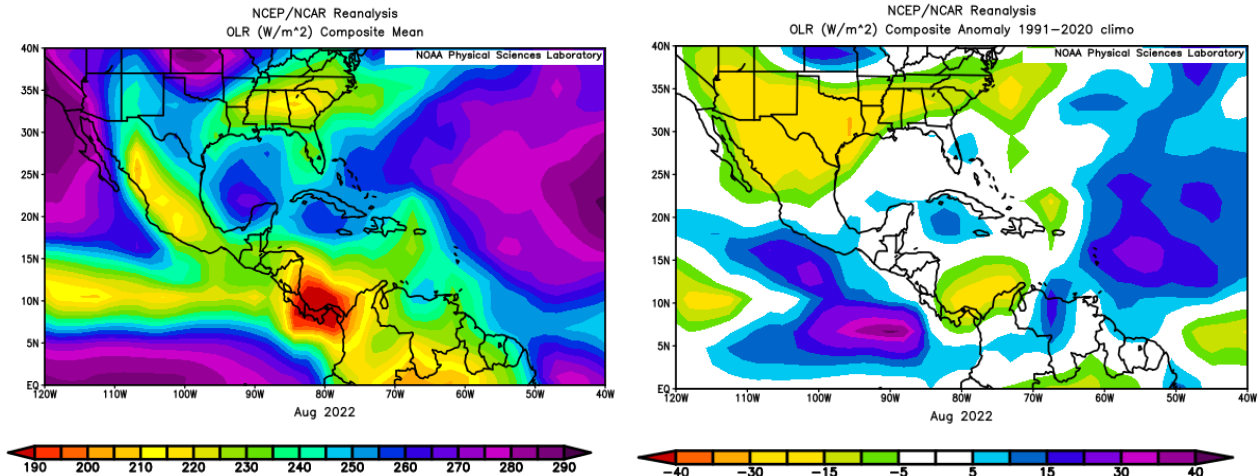 NCEP/NCAR Reanalysis
OLR (W/m^2) Composite Mean
NOAA Physical Sciences Laboratory
40N
35N
30N
25N
20N
15N
10N
5N
EQ
120W 110W 100W 90W 80W 70W 60W 50W 40W
Aug 2022
190 200 210 220 230 240 250 260 270 280 290
NCEP/NCAR Reanalysis
OLR (W/m^2) Composite Anomaly 1991-2020 climo
NOAA Physical Sciences Laboratory
40N
35N
30N
25N
20N
15N
10N
5N
EQ
120W 110W 100W 90W 80W 70W 60W 50W 40W
Aug 2022
-40 -30 -15 -5 5 15 30 40